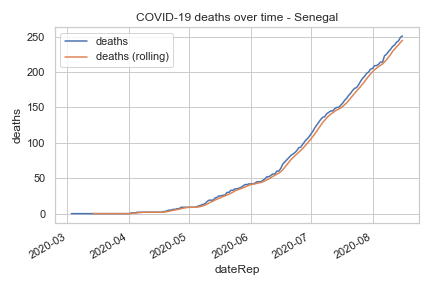 COVID-19 deaths over time - Senegal
deaths
deaths (rolling)
250
200
150
100
50
0
deaths
2020-03
2020-04
2020-05
2020-06
2020-07
2020-08
dateRep